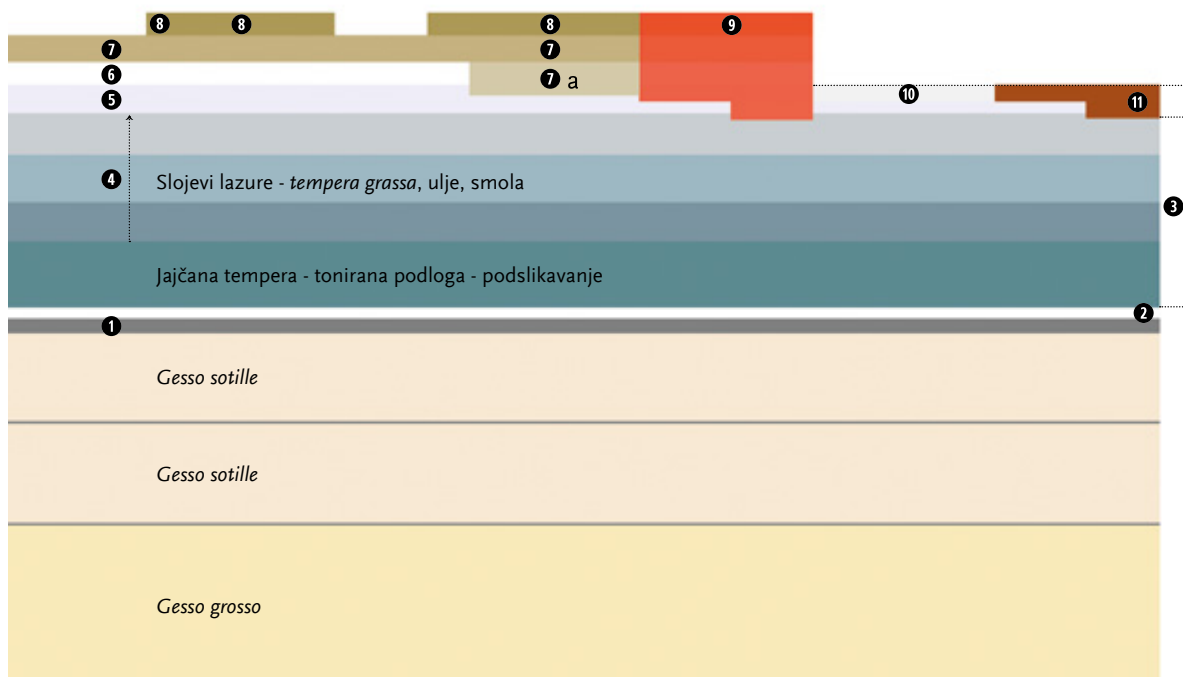 8 8 8 9
7 7
6 7 a
5 10 11
4 Slojevi lazure - tempera grassa, ulje, smola
3
Jajčana tempera - tonirana podloga - podslikavanje
2
1
Gesso sotille
Gesso sotille
Gesso grosso